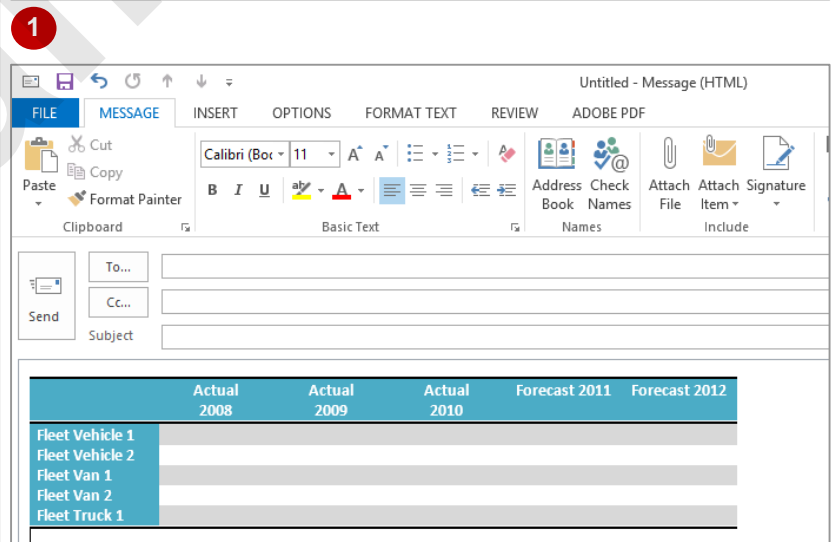 1
Untitled - Message (HTML)
FILE MESSAGE INSERT OPTIONS FORMAT TEXT REVIEW ADOBE PDF
Cut
Copy
Paste
Format Painter
Clipboard
Calibri (Boc 11 A A
B I U ab A
Basic Text
Address Book
Check Names
Names
Attach File
Attach Item
Signature
Include
To...
Cc...
Send
Subject
Actual 2008
Actual 2009
Actual 2010
Forecast 2011
Forecast 2012
Fleet Vehicle 1
Fleet Vehicle 2
Fleet Van 1
Fleet Van 2
Fleet Truck 1